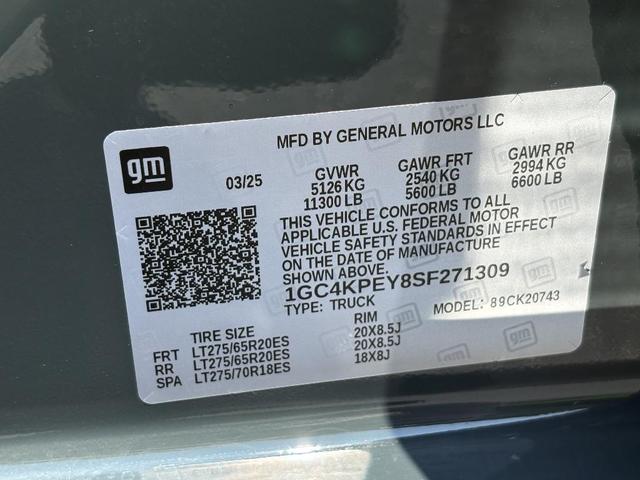 MFD BY GENERAL MOTORS LLC
gm
03/25
GVWR GAWR FRT GAWR RR
5126 KG 2540 KG 2994 KG
11300 LB 5600 LB 6600 LB
THIS VEHICLE CONFORMS TO ALL
APPLICABLE U.S. FEDERAL MOTOR
VEHICLE SAFETY STANDARDS IN EFFECT
ON THE DATE OF MANUFACTURE
SHOWN ABOVE.
1GC4KPEY8SF271309
TYPE: TRUCK MODEL: 89CK20743
TIRE SIZE RIM
FRT LT275/65R20ES 20X8.5J
RR LT275/65R20ES 20X8.5J
SPA LT275/70R18ES 18X8J